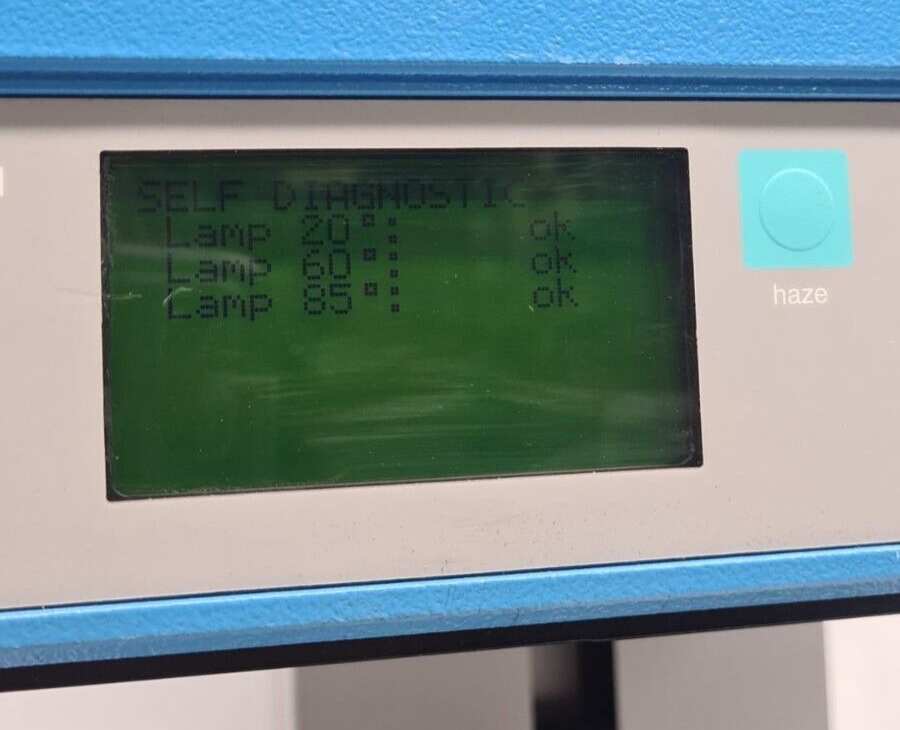 SELF DIAGNOSTIC
Lamp 20°: ok
Lamp 60°: ok
Lamp 85°: ok
haze